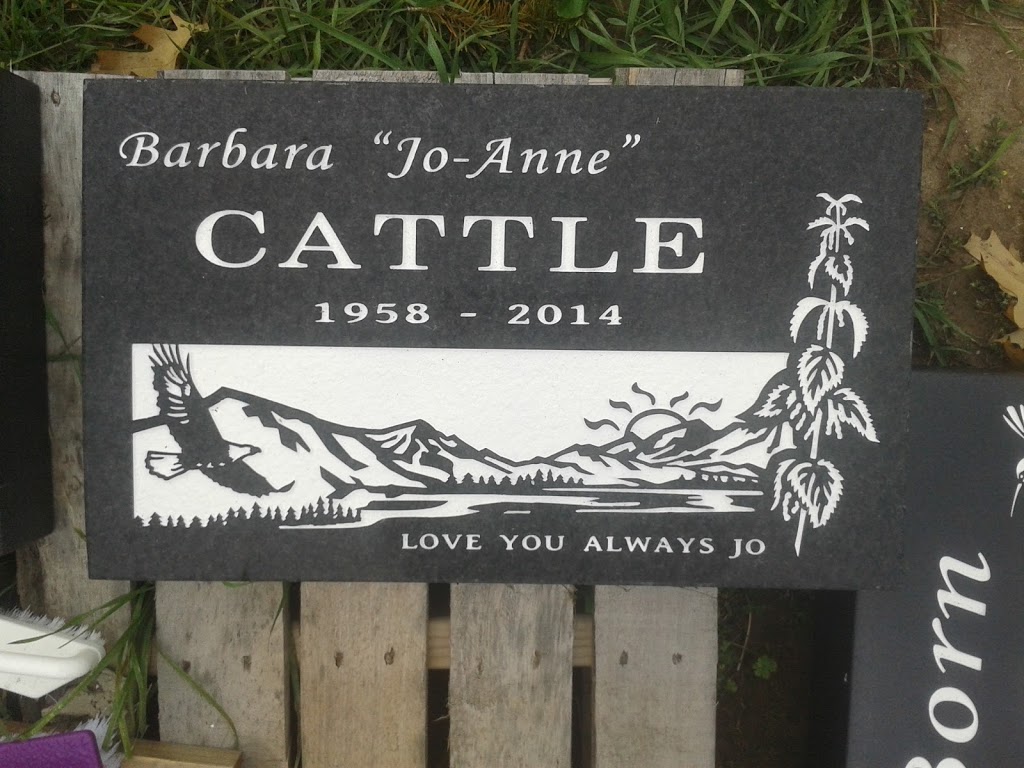 Barbara “Jo-Anne”
CATTLE
1958 - 2014
LOVE YOU ALWAYS JO
Born